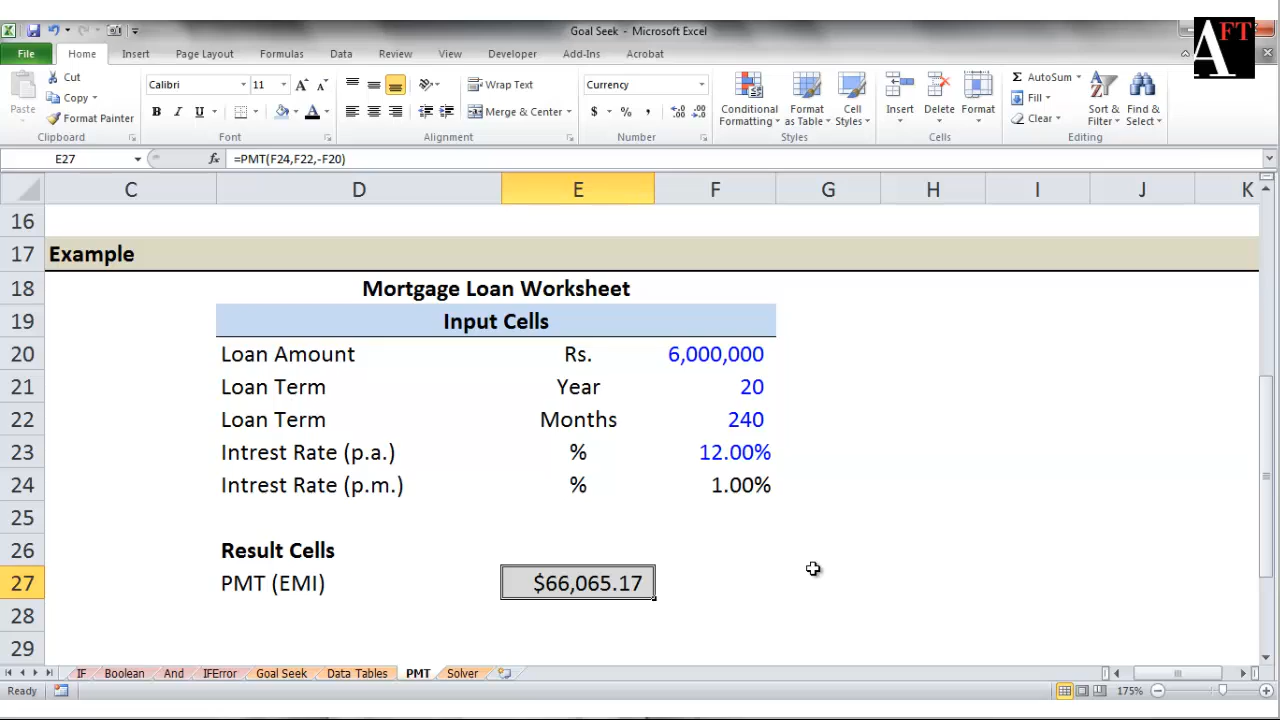 Goal Seek - Microsoft Excel
AFT
File Home Insert Page Layout Formulas Data Review View Developer Add-Ins Acrobat
Cut Calibri 11 A A Wrap Text Currency Conditional Format Cell Insert Delete Format Σ AutoSum Sort & Find &
Paste Copy Formatting as Table Styles Fill Filter Select
Format Painter B I U A Merge & Center $ % , Clear
Clipboard Font Alignment Number Styles Cells Editing
E27 fx =PMT(F24,F22,-F20)
C D E F G H I J K
16
17 Example
18 Mortgage Loan Worksheet
19 Input Cells
20 Loan Amount Rs. 6,000,000
21 Loan Term Year 20
22 Loan Term Months 240
23 Intrest Rate (p.a.) % 12.00%
24 Intrest Rate (p.m.) % 1.00%
25
26 Result Cells
27 PMT (EMI) $66,065.17
28
29
IF Boolean And IFError Goal Seek Data Tables PMT Solver
Ready 175%